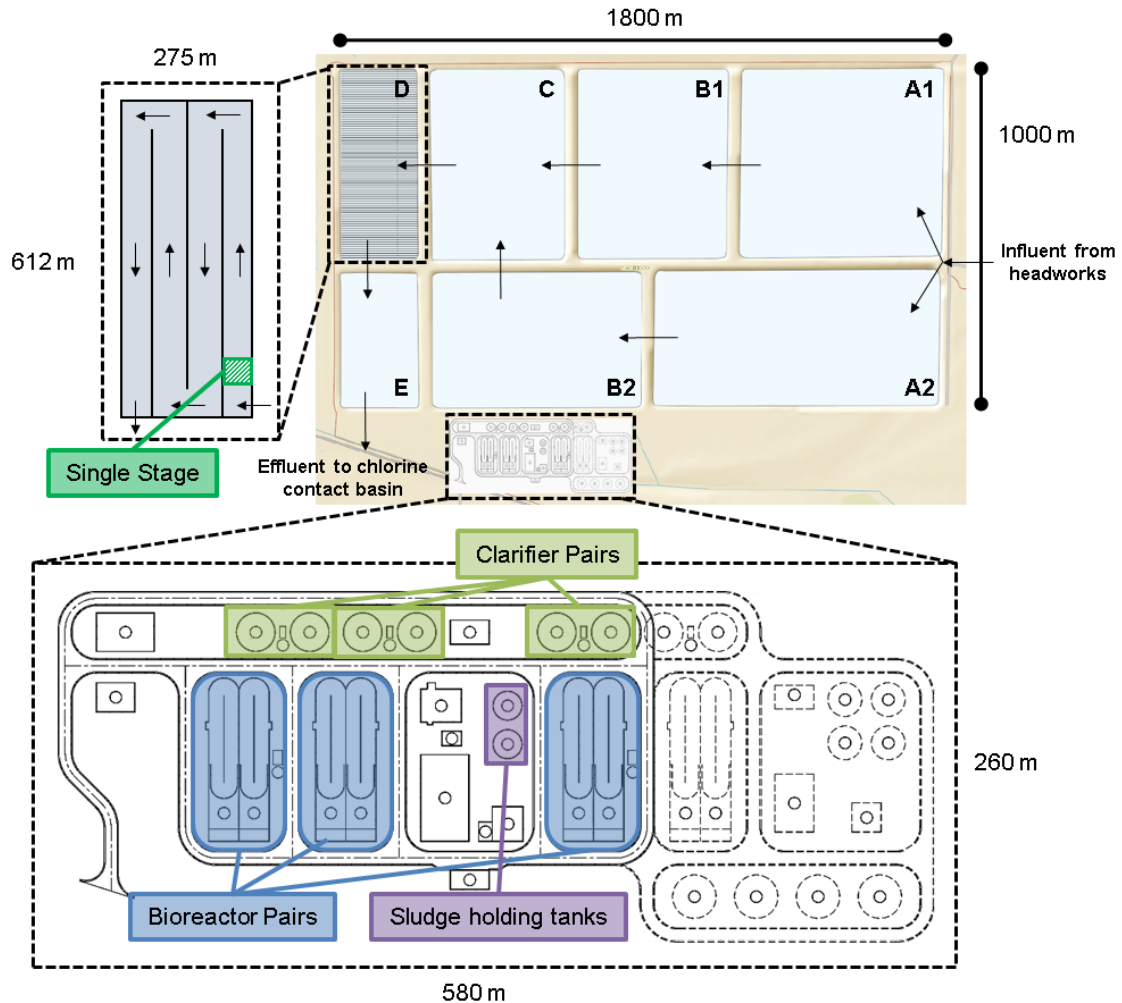 1800 m
275 m
D
C
B1
A1
1000 m
612 m
Influent from
headworks
E
B2
A2
Single Stage
Effluent to chlorine
contact basin
Clarifier Pairs
260 m
Bioreactor Pairs
Sludge holding tanks
580 m